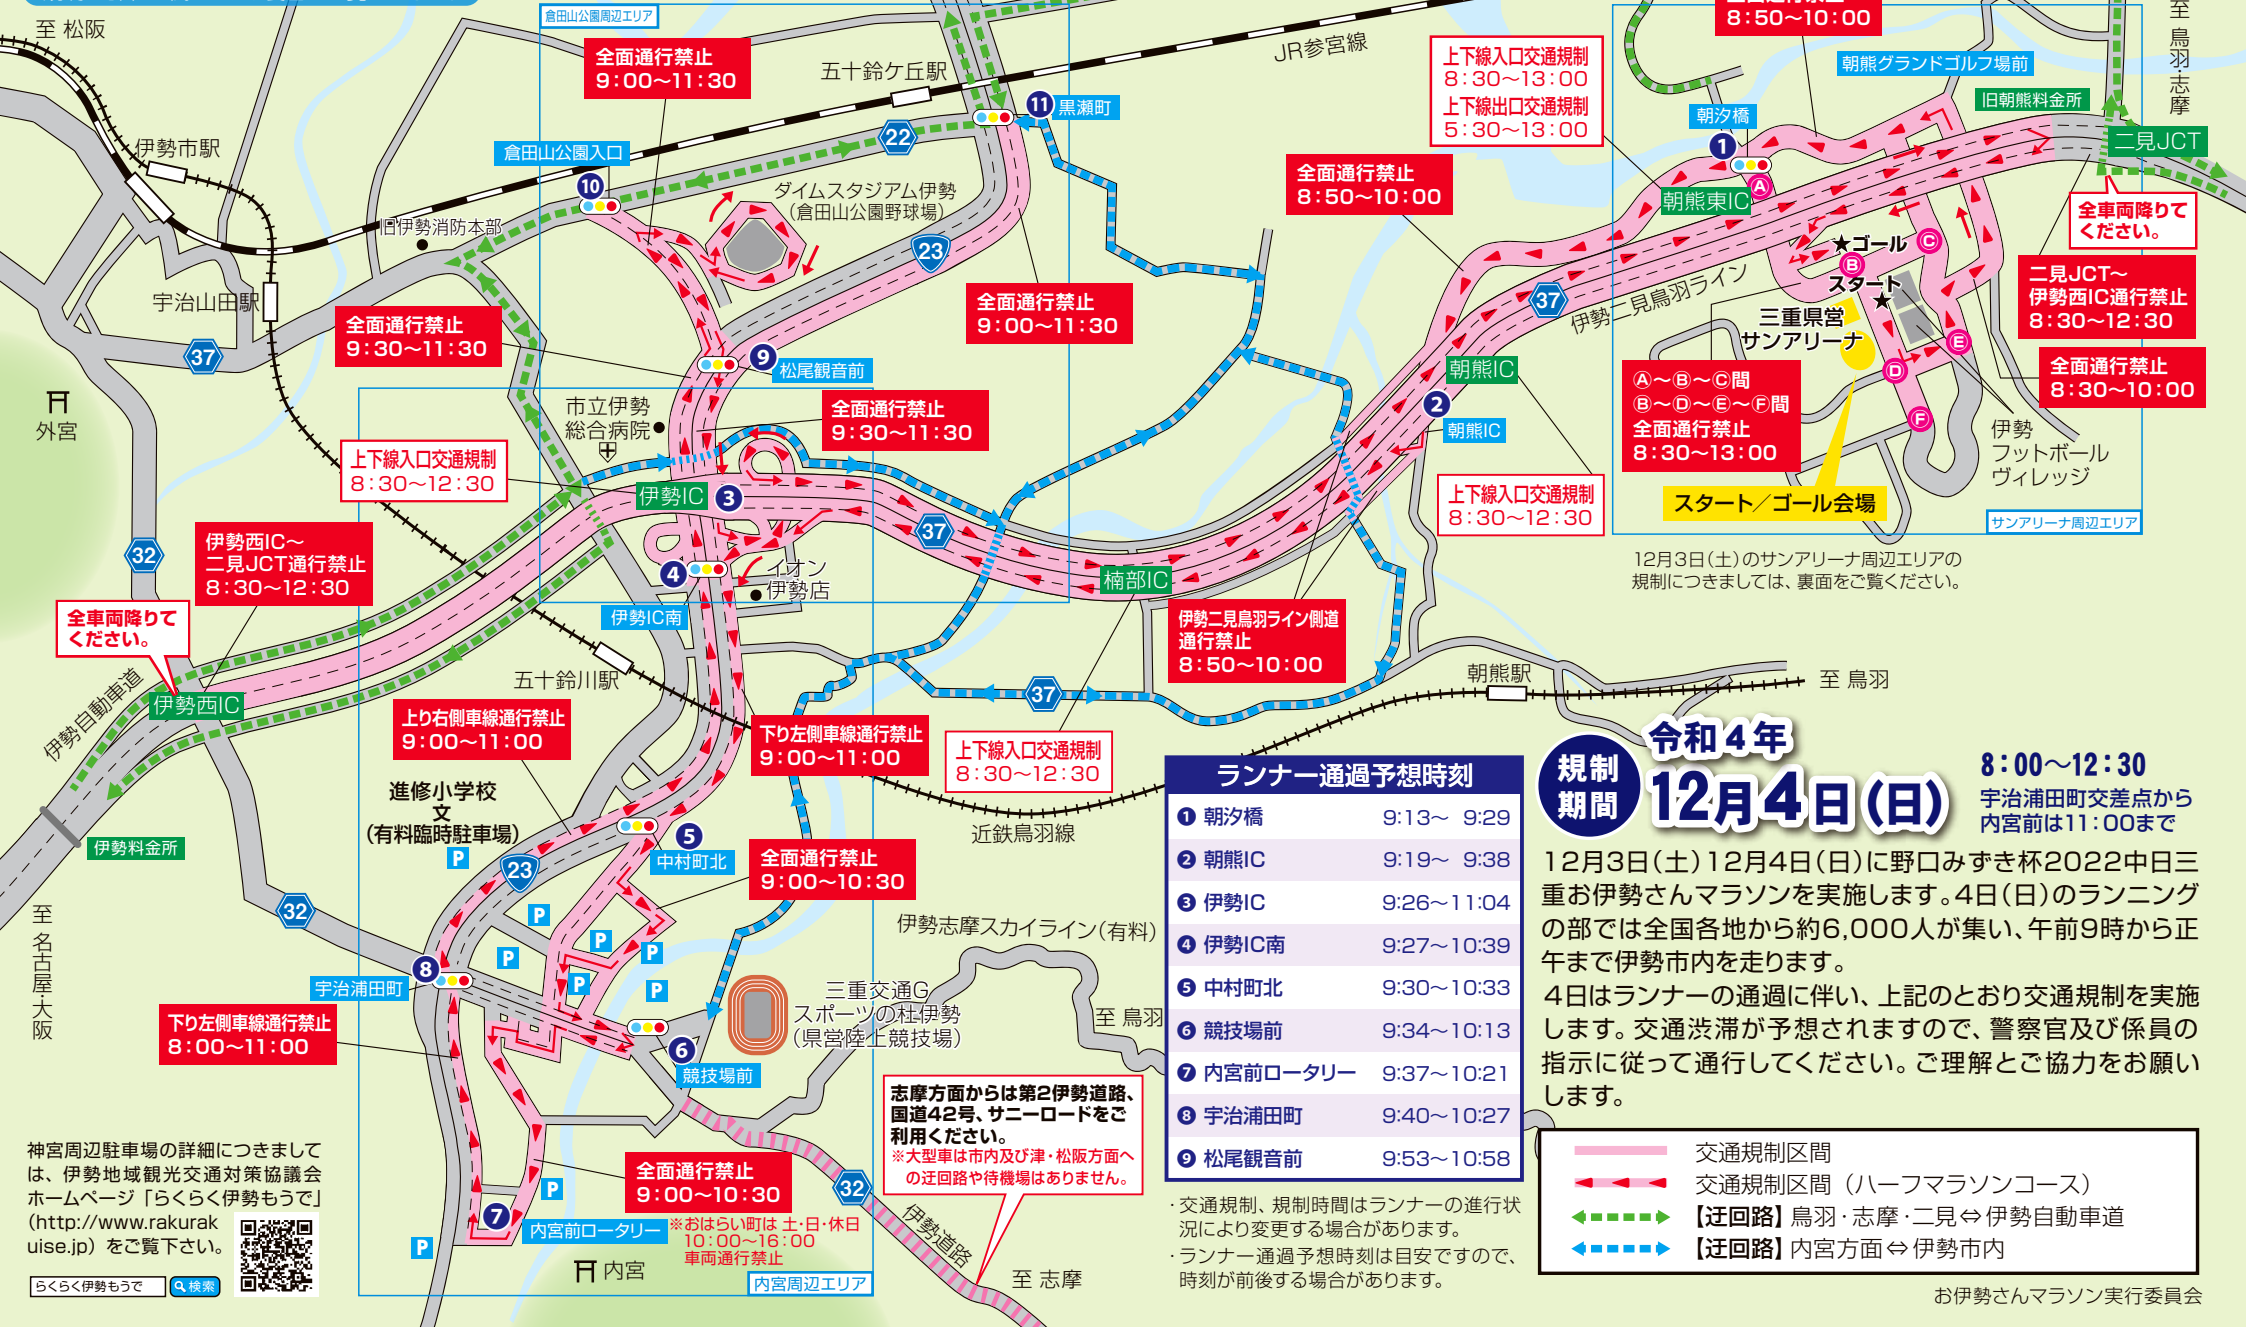 倉田山公園周辺エリア
至 松阪
全面通行禁止
9:00〜11:30
五十鈴ケ丘駅
JR参宮線
上下線入口交通規制
8:30〜13:00
上下線出口交通規制
5:30〜13:00
8:50〜10:00
朝熊グランドゴルフ場前
至 鳥羽・志摩
旧朝熊料金所
朝汐橋
1
二見JCT
11
黒瀬町
22
伊勢市駅
倉田山公園入口
10
ダイムスタジアム伊勢
(倉田山公園野球場)
旧伊勢消防本部
23
全面通行禁止
8:50〜10:00
朝熊東IC
A
全車両降りて
ください。
★ゴール
C
B
スタート
★
三重県営
サンアリーナ
二見JCT〜
伊勢西IC通行禁止
8:30〜12:30
宇治山田駅
全面通行禁止
9:30〜11:30
全面通行禁止
9:00〜11:30
37
伊勢二見鳥羽ライン
E
D
F
全面通行禁止
8:30〜10:00
37
9
松尾観音前
朝熊IC
2
朝熊IC
Ⓐ〜Ⓑ〜Ⓒ間
Ⓑ〜Ⓓ〜Ⓔ〜Ⓕ間
全面通行禁止
8:30〜13:00
外宮
市立伊勢
総合病院
全面通行禁止
9:30〜11:30
伊勢
フットボール
ヴィレッジ
上下線入口交通規制
8:30〜12:30
伊勢IC
3
上下線入口交通規制
8:30〜12:30
スタート/ゴール会場
サンアリーナ周辺エリア
12月3日(土)のサンアリーナ周辺エリアの
規制につきましては、裏面をご覧ください。
32
伊勢西IC〜
二見JCT通行禁止
8:30〜12:30
37
4
イオン
伊勢店
楠部IC
伊勢IC南
伊勢二見鳥羽ライン側道
通行禁止
8:50〜10:00
全車両降りて
ください。
伊勢自動車道
伊勢西IC
五十鈴川駅
37
朝熊駅
至 鳥羽
上り右側車線通行禁止
9:00〜11:00
下り左側車線通行禁止
9:00〜11:00
上下線入口交通規制
8:30〜12:30
近鉄鳥羽線
進修小学校
文
(有料臨時駐車場)
P
伊勢料金所
23
5
中村町北
全面通行禁止
9:00〜10:30
至 名古屋・大阪
32
P
P
P
P
P
P
8
宇治浦田町
伊勢志摩スカイライン(有料)
三重交通G
スポーツの杜伊勢
(県営陸上競技場)
至 鳥羽
下り左側車線通行禁止
8:00〜11:00
6
競技場前
志摩方面からは第2伊勢道路、
国道42号、サニーロードをご
利用ください。
※大型車は市内及び津・松阪方面へ
の迂回路や待機場はありません。
全面通行禁止
9:00〜10:30
P
P
7
内宮前ロータリー
※おはらい町は 土・日・休日
10:00〜16:00
車両通行禁止
32
伊勢道路
至 志摩
内宮
内宮周辺エリア
神宮周辺駐車場の詳細につきまして
は、伊勢地域観光交通対策協議会
ホームページ「らくらく伊勢もうで」
(http://www.rakurak
uise.jp)をご覧下さい。
らくらく伊勢もうで 検索
ランナー通過予想時刻
❶ 朝汐橋 9:13〜 9:29
❷ 朝熊IC 9:19〜 9:38
❸ 伊勢IC 9:26〜11:04
❹ 伊勢IC南 9:27〜10:39
❺ 中村町北 9:30〜10:33
❻ 競技場前 9:34〜10:13
❼ 内宮前ロータリー 9:37〜10:21
❽ 宇治浦田町 9:40〜10:27
❾ 松尾観音前 9:53〜10:58
・交通規制、規制時間はランナーの進行状
況により変更する場合があります。
・ランナー通過予想時刻は目安ですので、
時刻が前後する場合があります。
規制
期間
令和4年
12月4日(日)
8:00〜12:30
宇治浦田町交差点から
内宮前は11:00まで
12月3日(土)12月4日(日)に野口みずき杯2022中日三
重お伊勢さんマラソンを実施します。4日(日)のランニング
の部では全国各地から約6,000人が集い、午前9時から正
午まで伊勢市内を走ります。
4日はランナーの通過に伴い、上記のとおり交通規制を実施
します。交通渋滞が予想されますので、警察官及び係員の
指示に従って通行してください。ご理解とご協力をお願い
します。
交通規制区間
交通規制区間(ハーフマラソンコース)
【迂回路】鳥羽・志摩・二見⇔伊勢自動車道
【迂回路】内宮方面⇔伊勢市内
お伊勢さんマラソン実行委員会